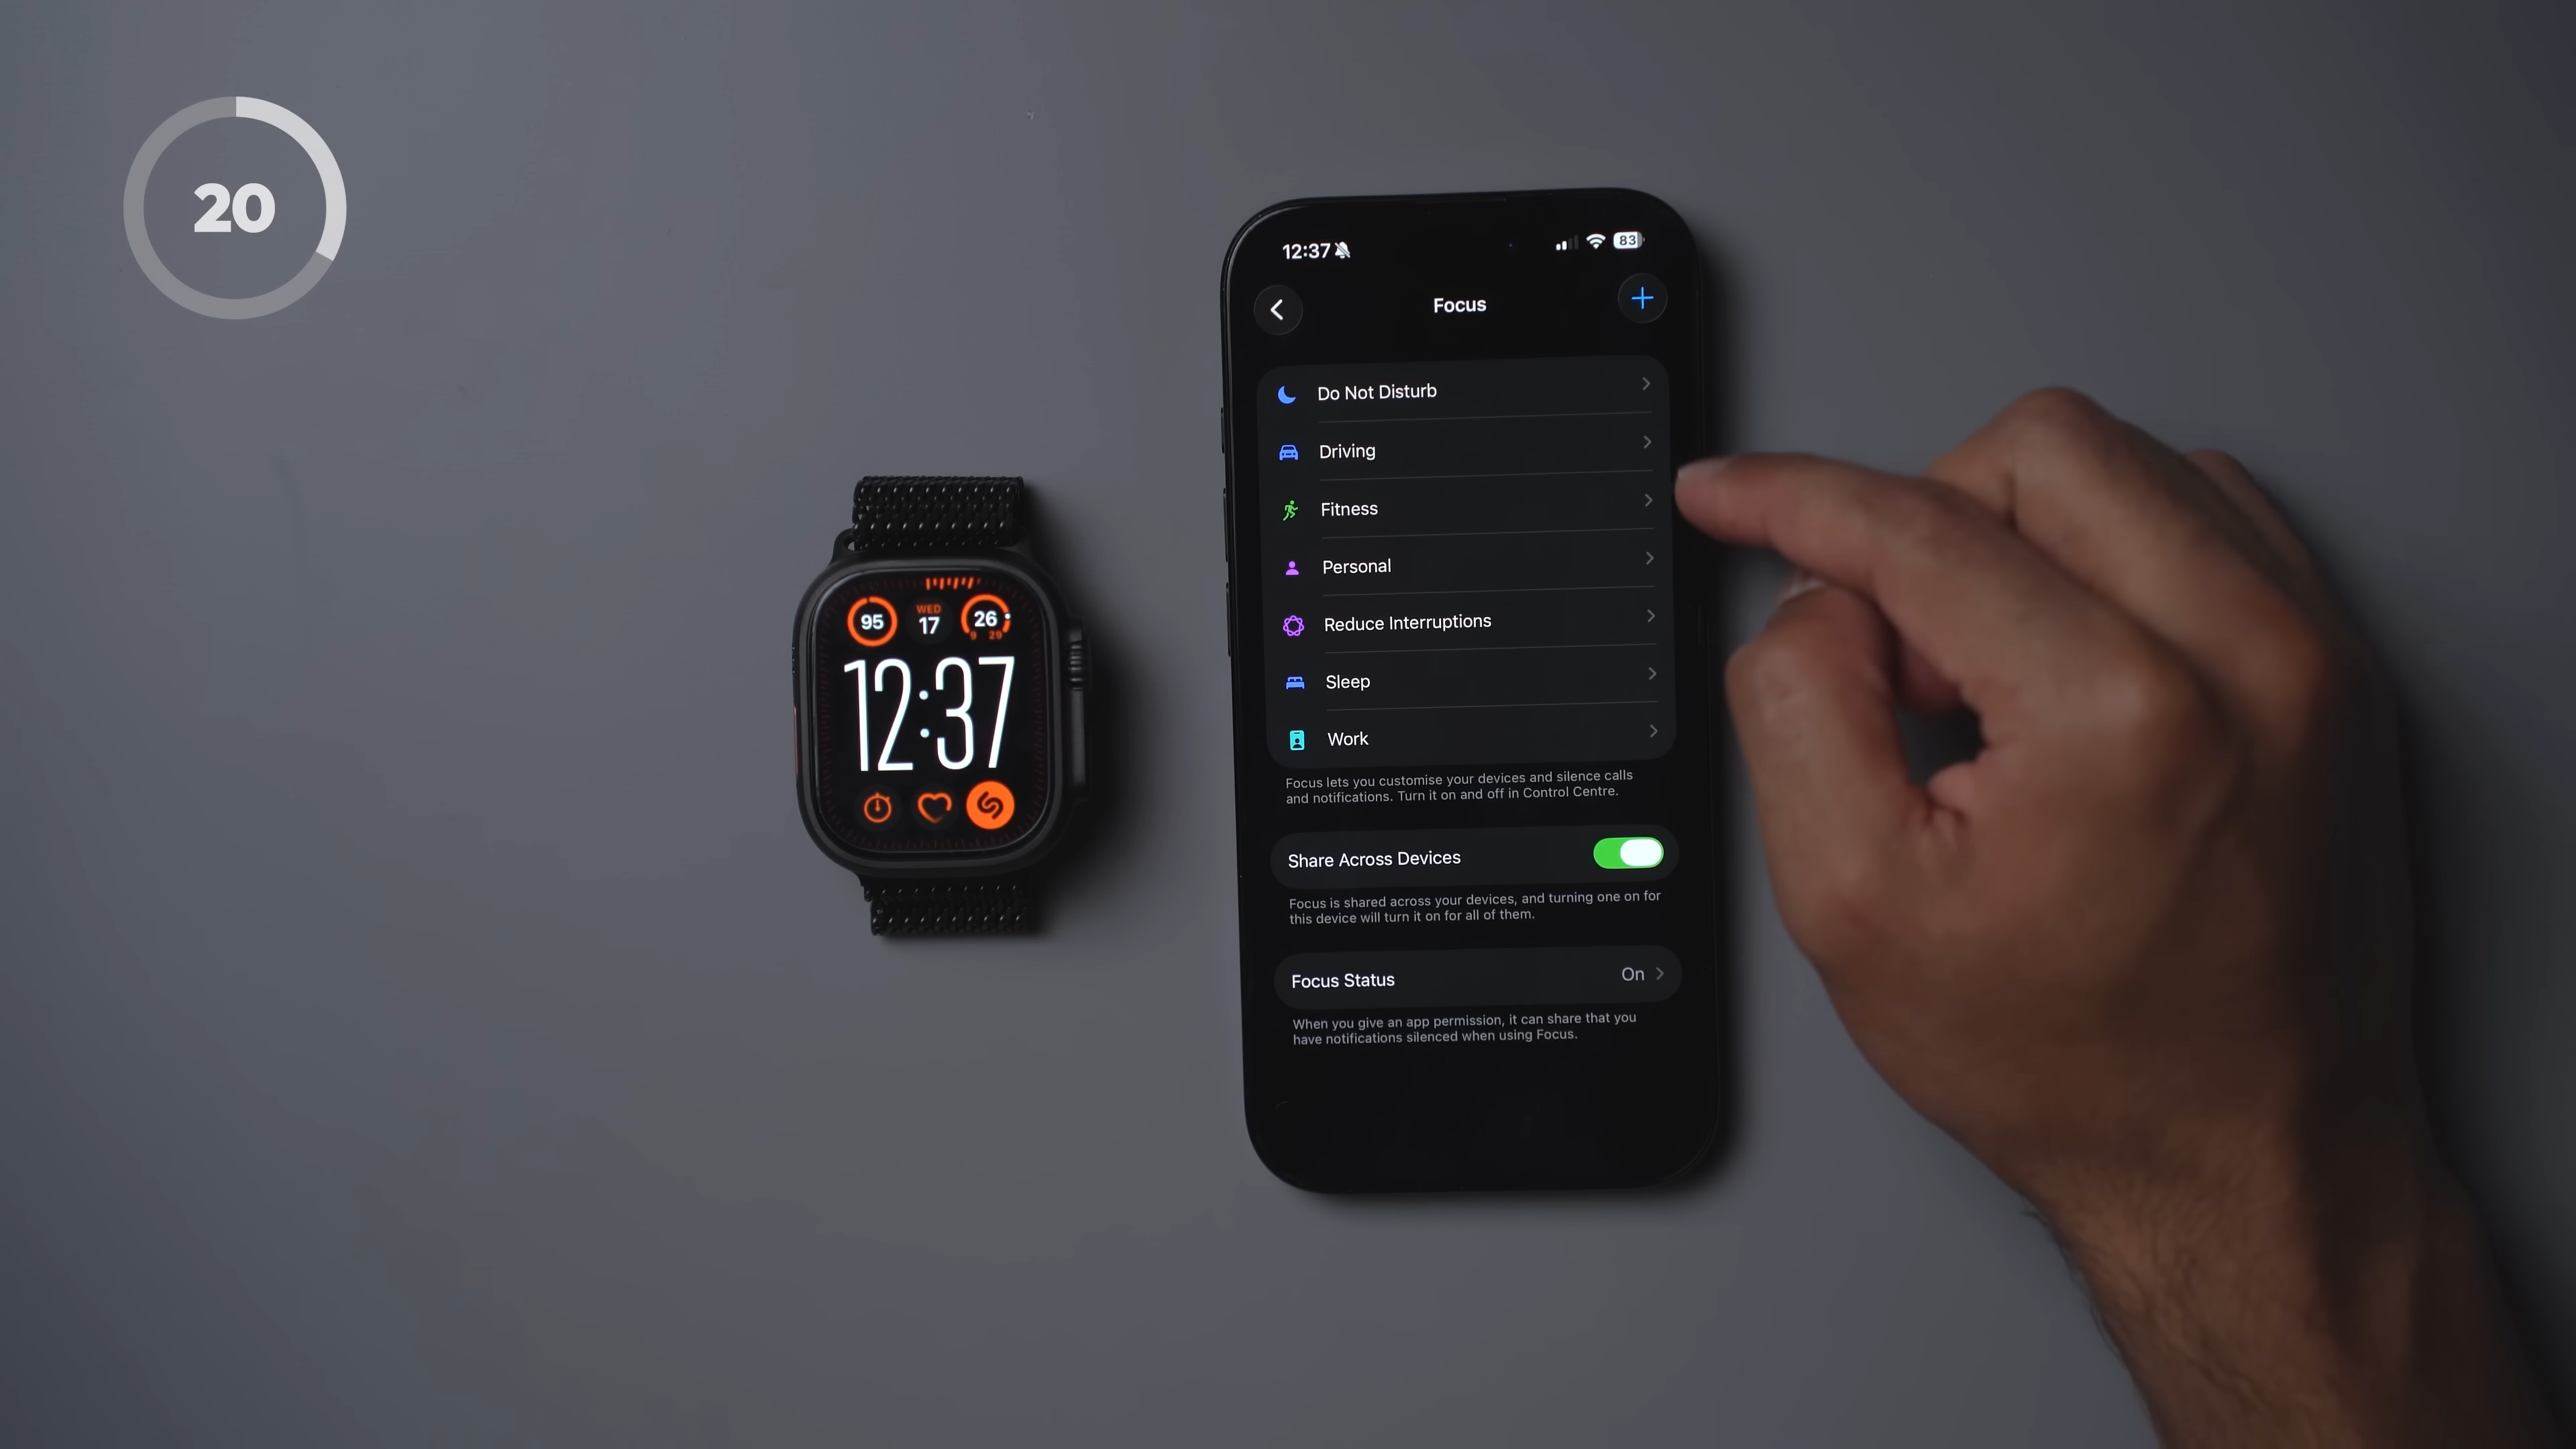 20
95
WED
17
26
9 29
12:37
12:37
83
Focus
Do Not Disturb
Driving
Fitness
Personal
Reduce Interruptions
Sleep
Work
Focus lets you customise your devices and silence calls
and notifications. Turn it on and off in Control Centre.
Share Across Devices
Focus is shared across your devices, and turning one on for
this device will turn it on for all of them.
Focus Status On
When you give an app permission, it can share that you
have notifications silenced when using Focus.